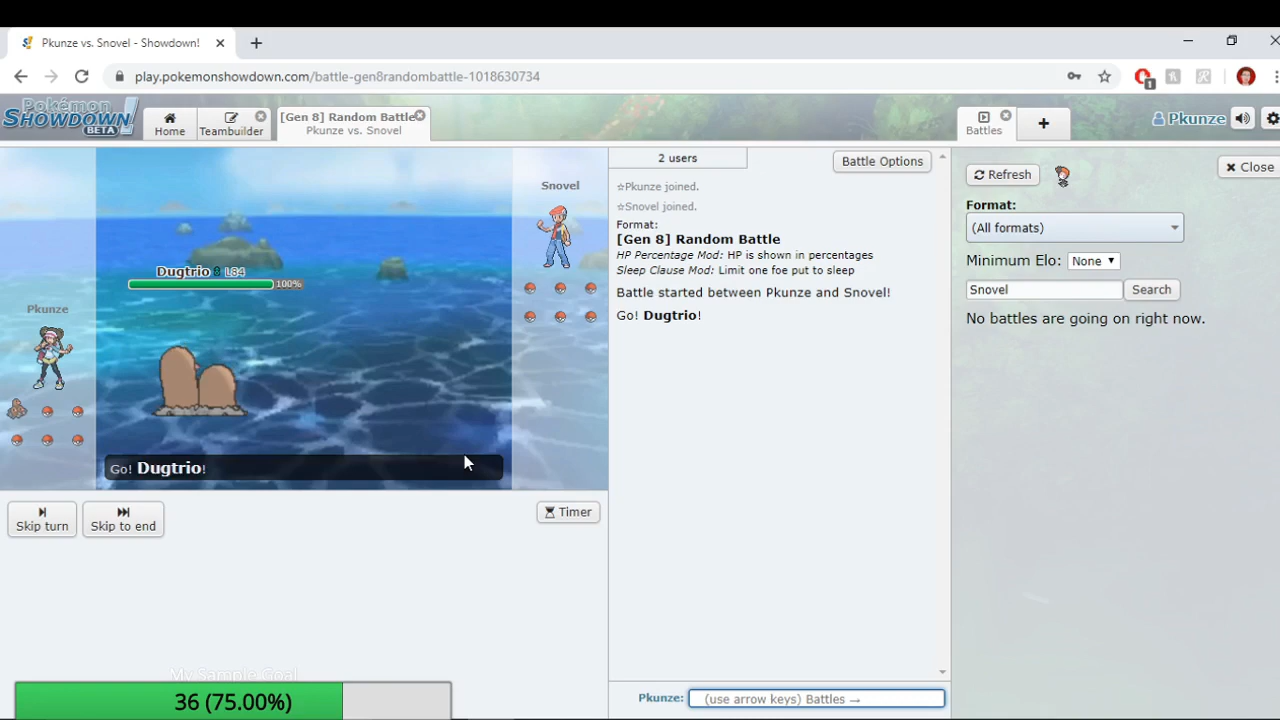 Pkunze vs. Snovel - Showdown!
play.pokemonshowdown.com/battle-gen8randombattle-1018630734
1
Pokémon
SHOWDOWN!
BETA
Home
Teambuilder
[Gen 8] Random Battle
Pkunze vs. Snovel
Battles
Pkunze
Snovel
Dugtrio L84
100%
Pkunze
Go! Dugtrio!
Skip turn
Skip to end
Timer
My Sample Goal
36 (75.00%)
2 users
Battle Options
☆Pkunze joined.
☆Snovel joined.
Format:
[Gen 8] Random Battle
HP Percentage Mod: HP is shown in percentages
Sleep Clause Mod: Limit one foe put to sleep
Battle started between Pkunze and Snovel!
Go! Dugtrio!
Pkunze: (use arrow keys) Battles →
Refresh
Close
Format:
(All formats)
Minimum Elo: None
Snovel
Search
No battles are going on right now.